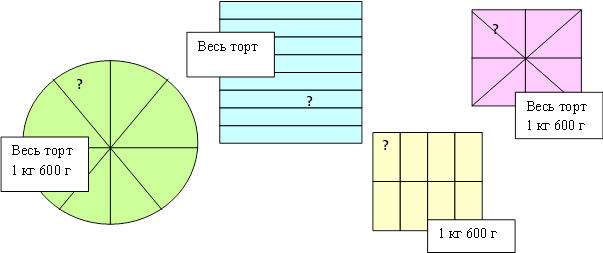 ?
Весь торт
1 кг 600 г
Весь торт
?
?
Весь торт
1 кг 600 г
?
1 кг 600 г